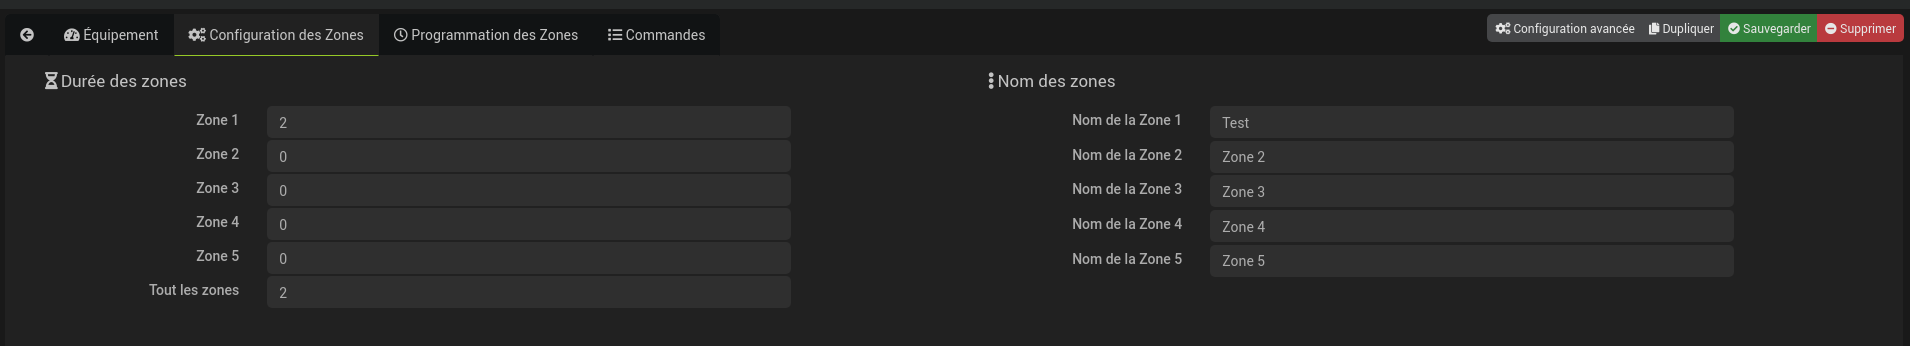 Équipement Configuration des Zones Programmation des Zones Commandes Configuration avancée Dupliquer Sauvegarder Supprimer
Durée des zones
Zone 1 2
Zone 2 0
Zone 3 0
Zone 4 0
Zone 5 0
Tout les zones 2
Nom des zones
Nom de la Zone 1 Test
Nom de la Zone 2 Zone 2
Nom de la Zone 3 Zone 3
Nom de la Zone 4 Zone 4
Nom de la Zone 5 Zone 5